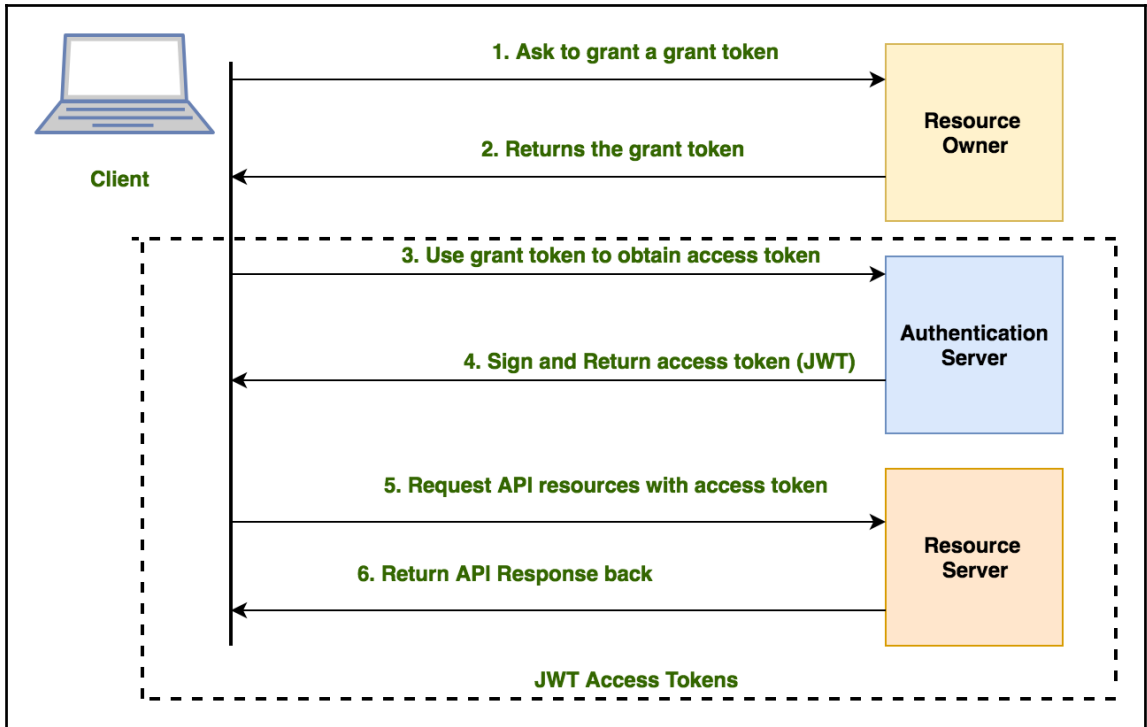 1. Ask to grant a grant token
Resource
Owner
2. Returns the grant token
Client
3. Use grant token to obtain access token
Authentication
Server
4. Sign and Return access token (JWT)
5. Request API resources with access token
Resource
Server
6. Return API Response back
JWT Access Tokens